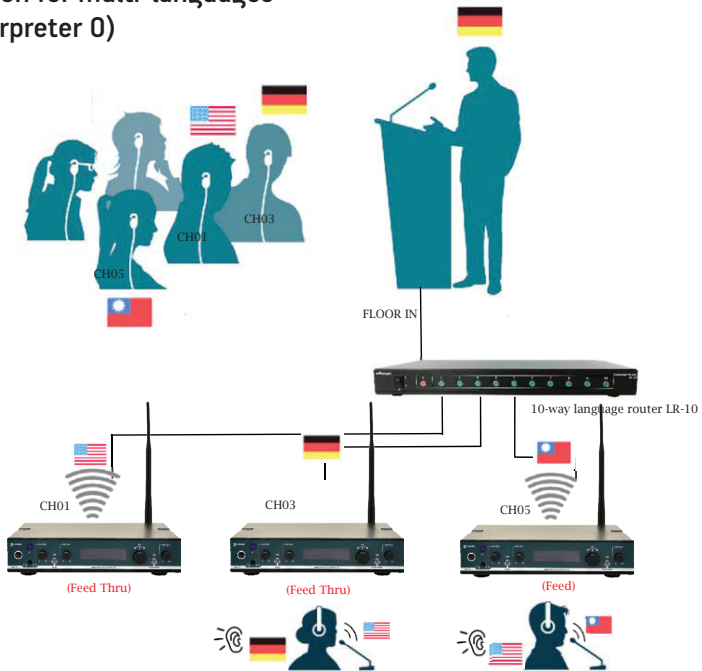 rpreter 0)
CH03
CH01
CH05
FLOOR IN
10-way language router LR-10
CH01
CH03
CH05
(Feed Thru)
(Feed Thru)
(Feed)